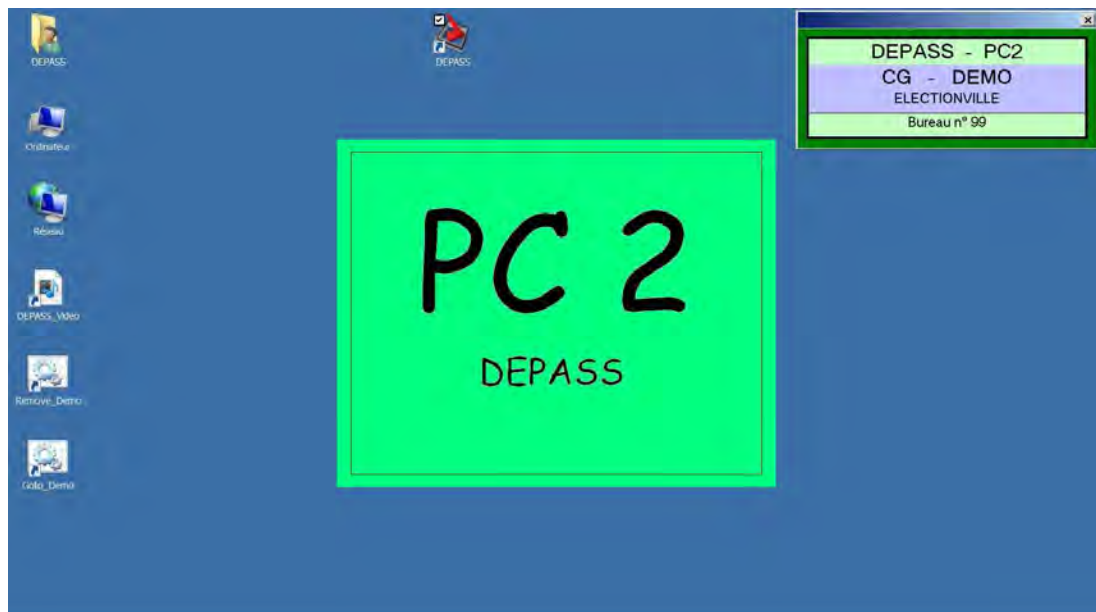 DEPASS
Ordinateur
Réseau
DEPASS_Video
Remove_Demo
Goto_Demo
DEPASS
PC 2
DEPASS
DEPASS - PC2
CG - DEMO
ELECTIONVILLE
Bureau n° 99